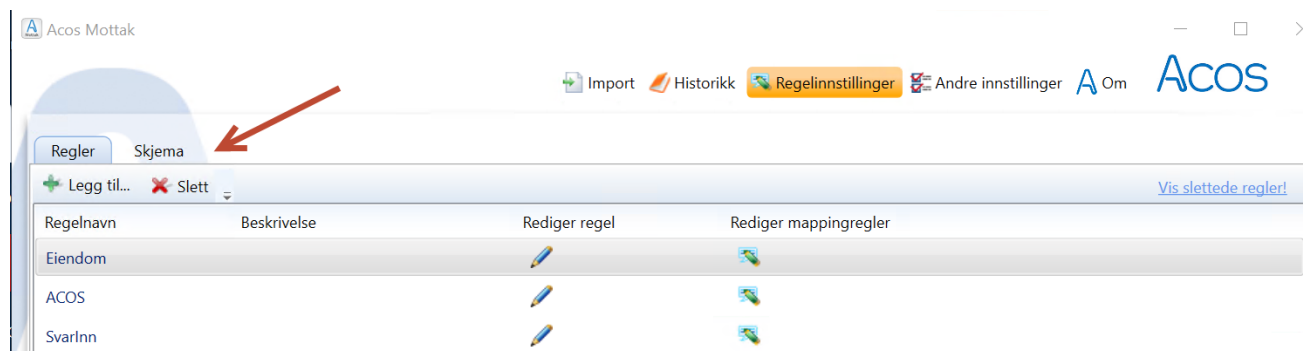 Acos Mottak
Import Historikk Regelinnstillinger Andre innstillinger Om ACOS
Regler Skjema
Legg til... Slett Vis slettede regler!
Regelnavn Beskrivelse Rediger regel Rediger mappingregler
Eiendom
ACOS
SvarInn